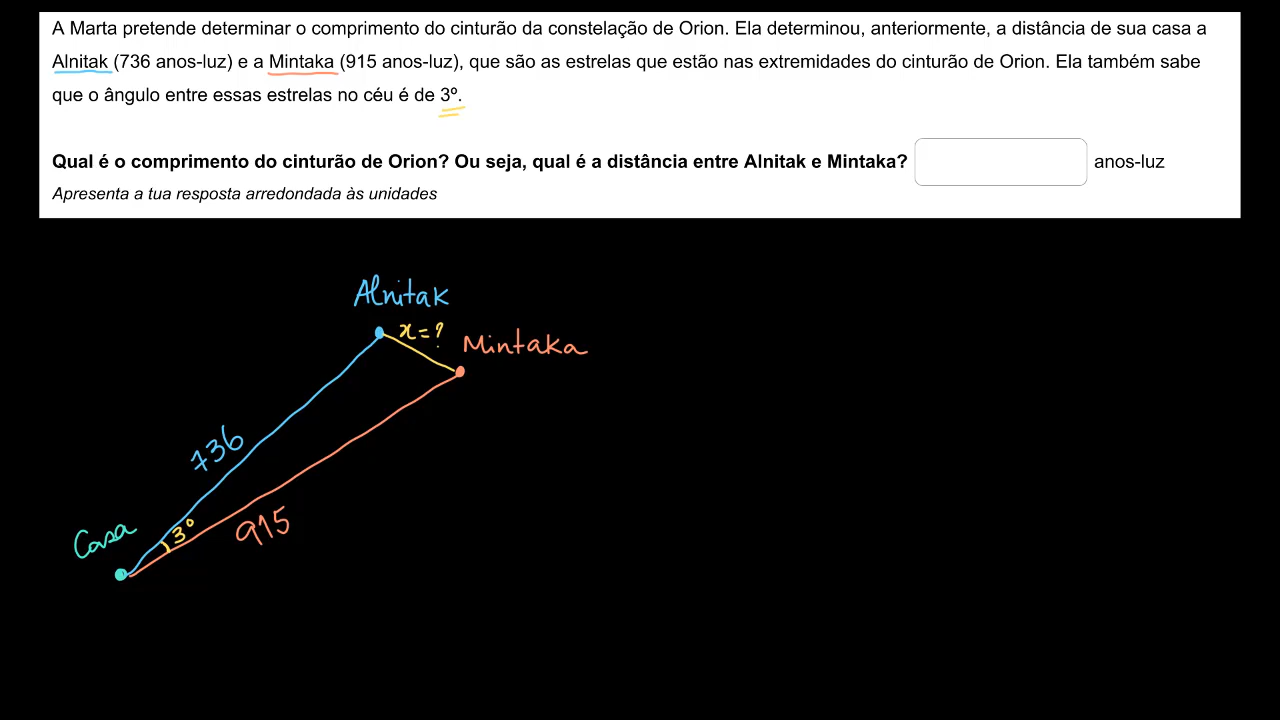 A Marta pretende determinar o comprimento do cinturão da constelação de Orion. Ela determinou, anteriormente, a distância de sua casa a
Alnitak (736 anos-luz) e a Mintaka (915 anos-luz), que são as estrelas que estão nas extremidades do cinturão de Orion. Ela também sabe
que o ângulo entre essas estrelas no céu é de 3º.
Qual é o comprimento do cinturão de Orion? Ou seja, qual é a distância entre Alnitak e Mintaka? anos-luz
Apresenta a tua resposta arredondada às unidades
Alnitak
x=?
Mintaka
736
3º
915
Casa